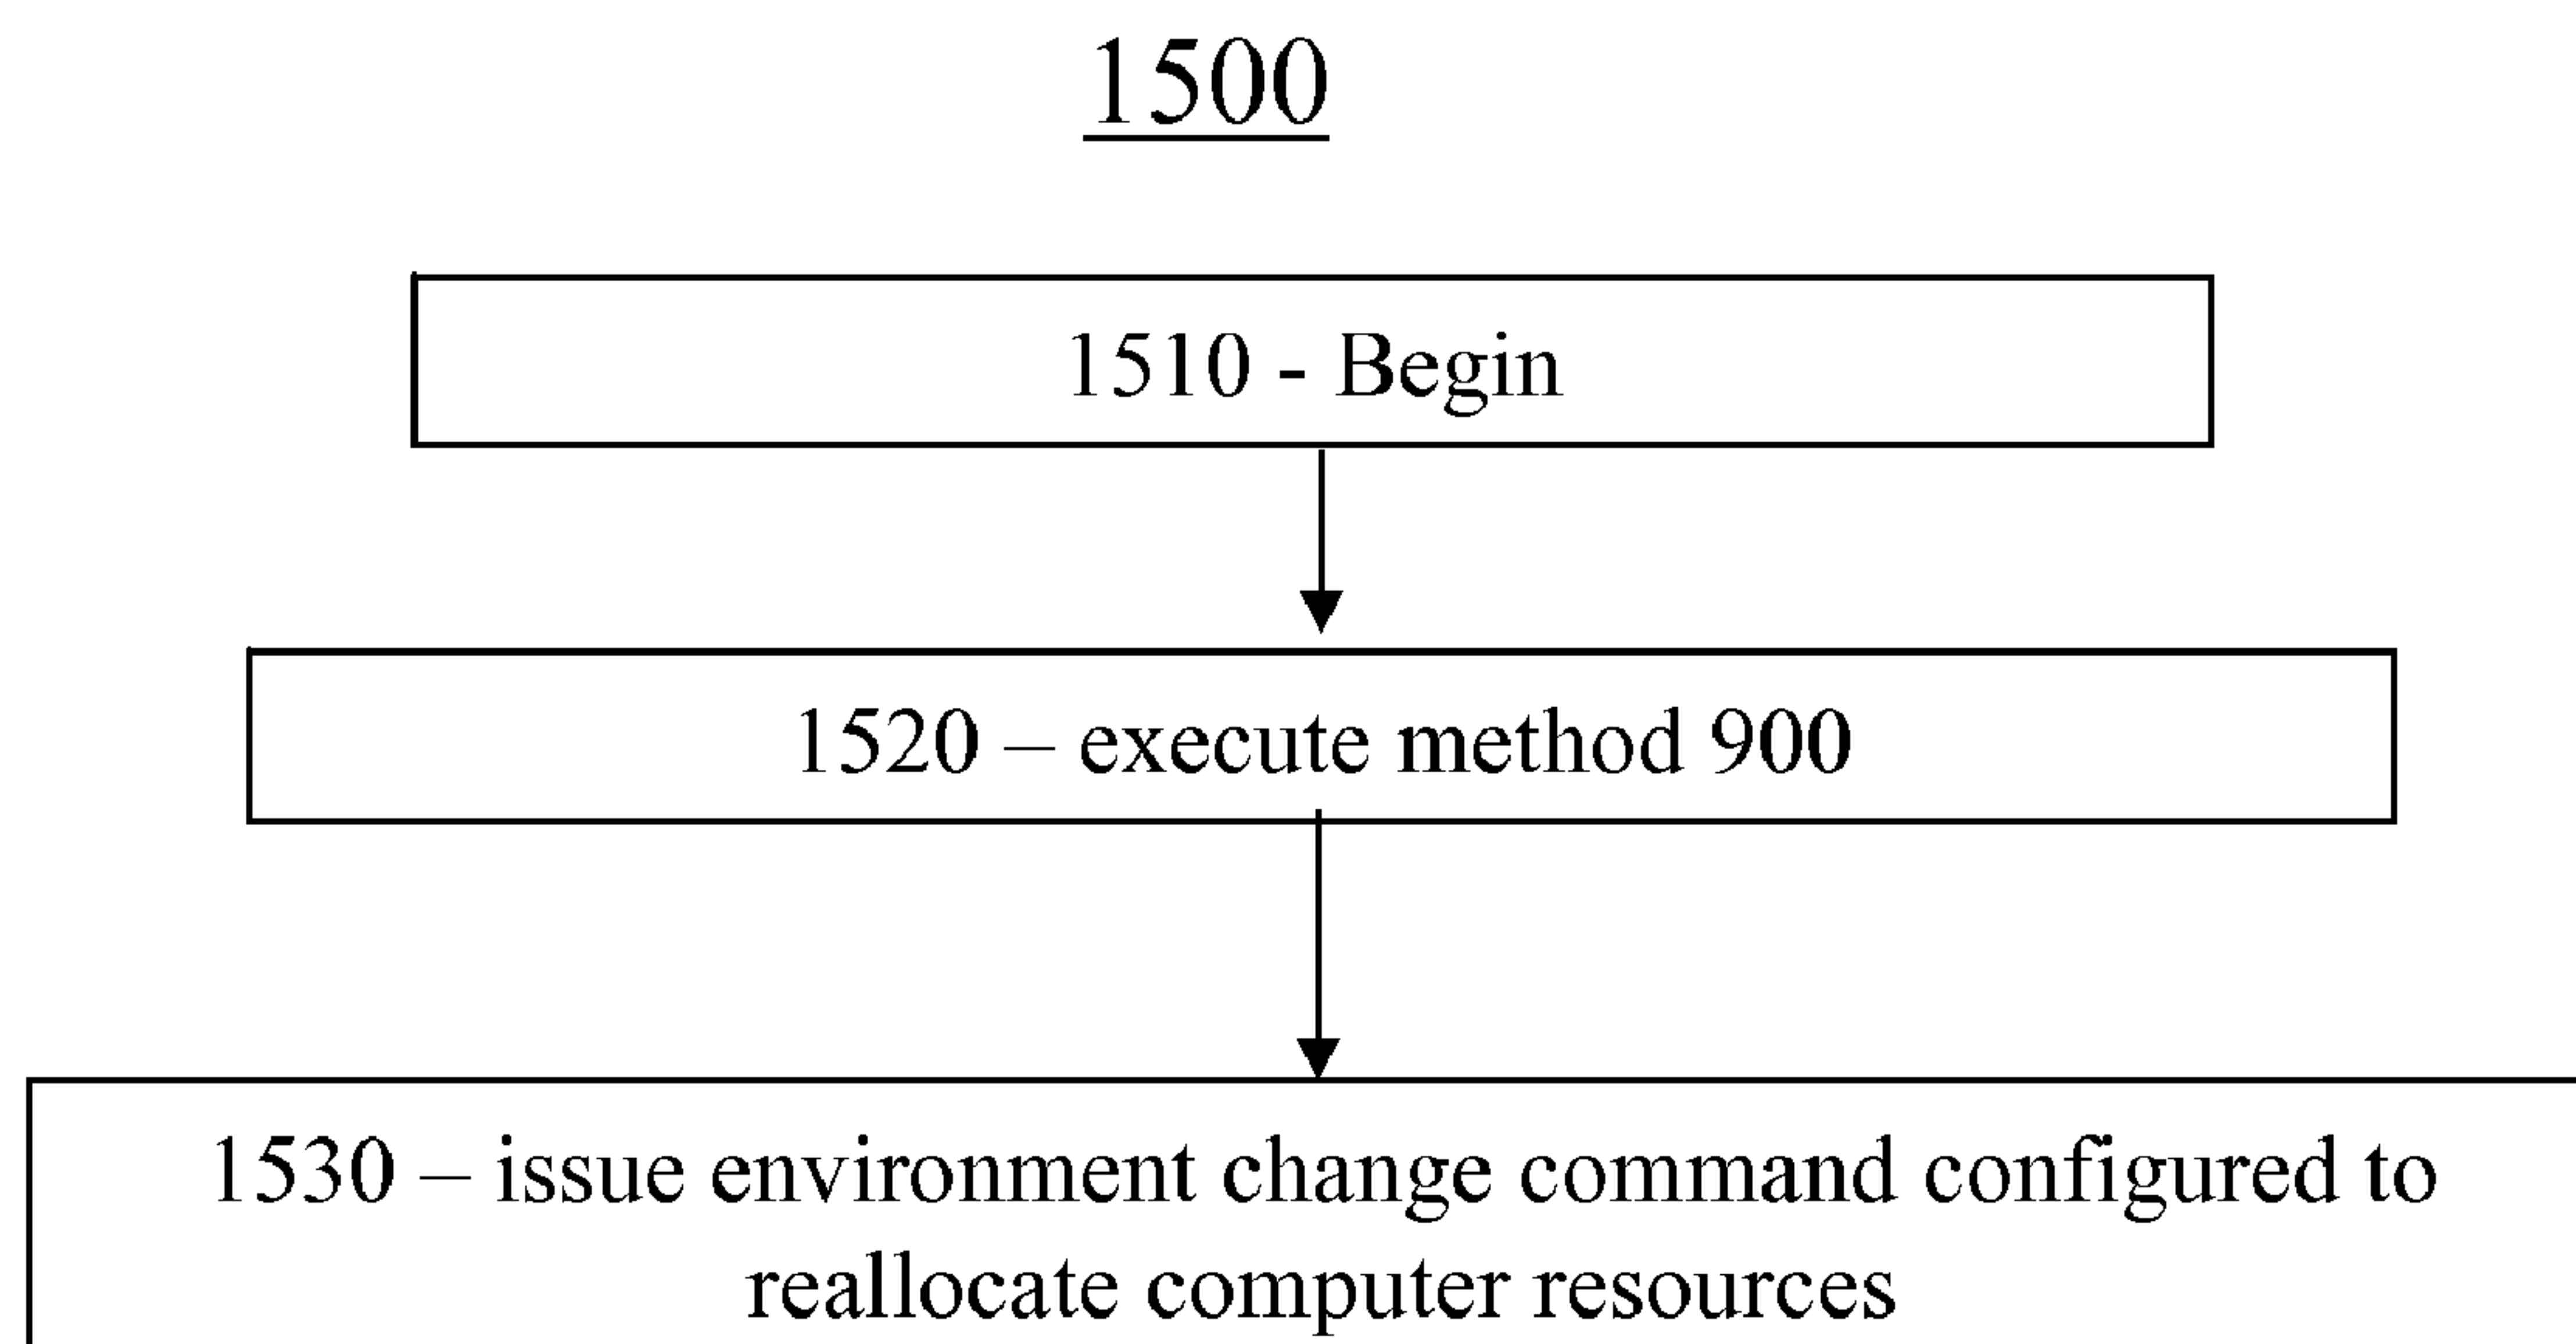 1500
1510 - Begin
1520 – execute method 900
1530 – issue environment change command configured to
reallocate computer resources